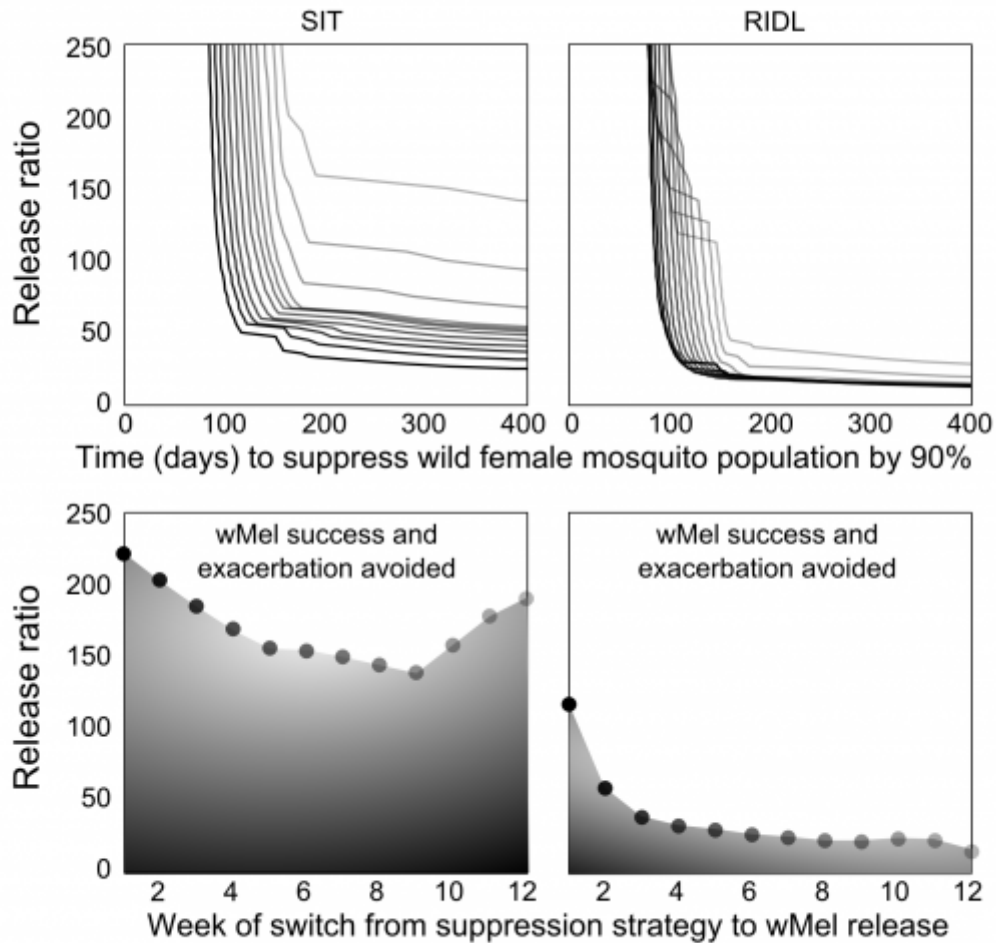 SIT
RIDL
Release ratio
250
200
150
100
50
0
0 100 200 300 400
0 100 200 300 400
Time (days) to suppress wild female mosquito population by 90%
Release ratio
250
200
150
100
50
0
wMel success and
exacerbation avoided
wMel success and
exacerbation avoided
2 4 6 8 10 12
2 4 6 8 10 12
Week of switch from suppression strategy to wMel release